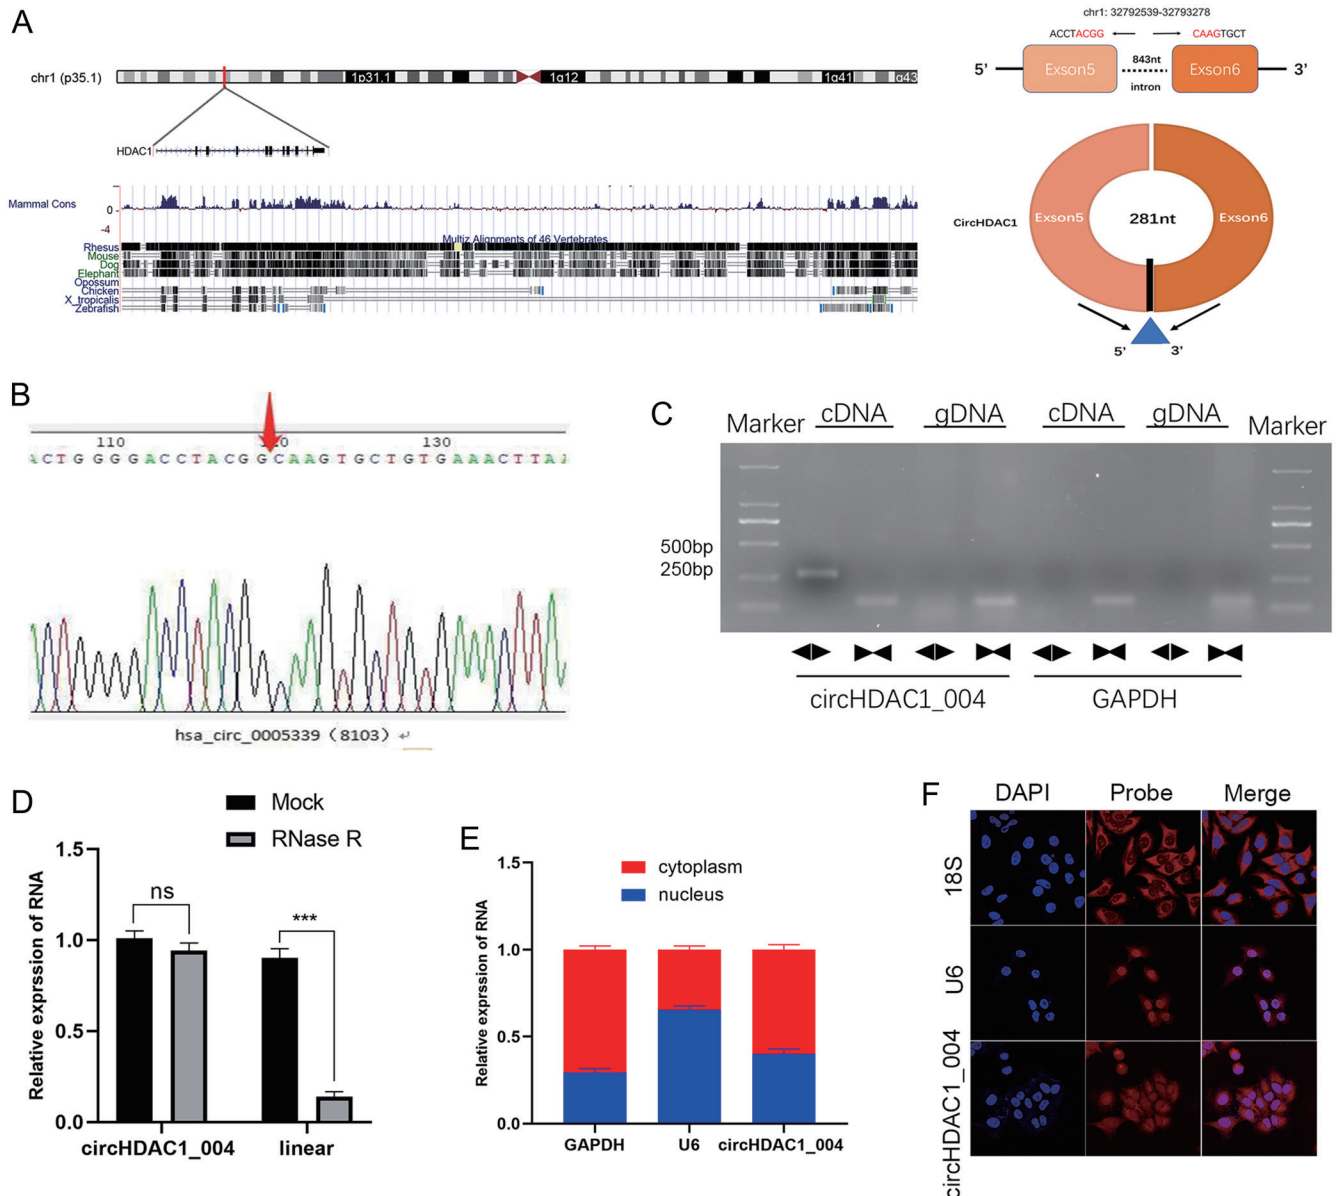 A
chr1: 32792539-32793278
ACCTACGG
CAAGTGCT
chr1 (p35.1)
1p31.1
1q12
1q41
q43
5'
Exson5
843nt
intron
Exson6
3'
HDAC1
Mammal Cons
0
-4
Multiz Alignments of 46 Vertebrates
Rhesus
Mouse
Dog
Elephant
Opossum
Chicken
X_tropicalis
Zebrafish
CircHDAC1
Exson5
281nt
Exson6
5'
3'
B
110
130
ACTGGGGACCTACGGCAAGTGCTGTGAAACTTA
hsa_circ_0005339 (8103)
C
Marker
cDNA
gDNA
cDNA
gDNA
Marker
500bp
250bp
circHDAC1_004
GAPDH
D
Mock
RNase R
Relative exprssion of RNA
1.5
1.0
0.5
0.0
ns
***
circHDAC1_004
linear
E
cytoplasm
nucleus
Relative exprssion of RNA
1.5
1.0
0.5
0.0
GAPDH
U6
circHDAC1_004
F
DAPI
Probe
Merge
18S
U6
circHDAC1_004